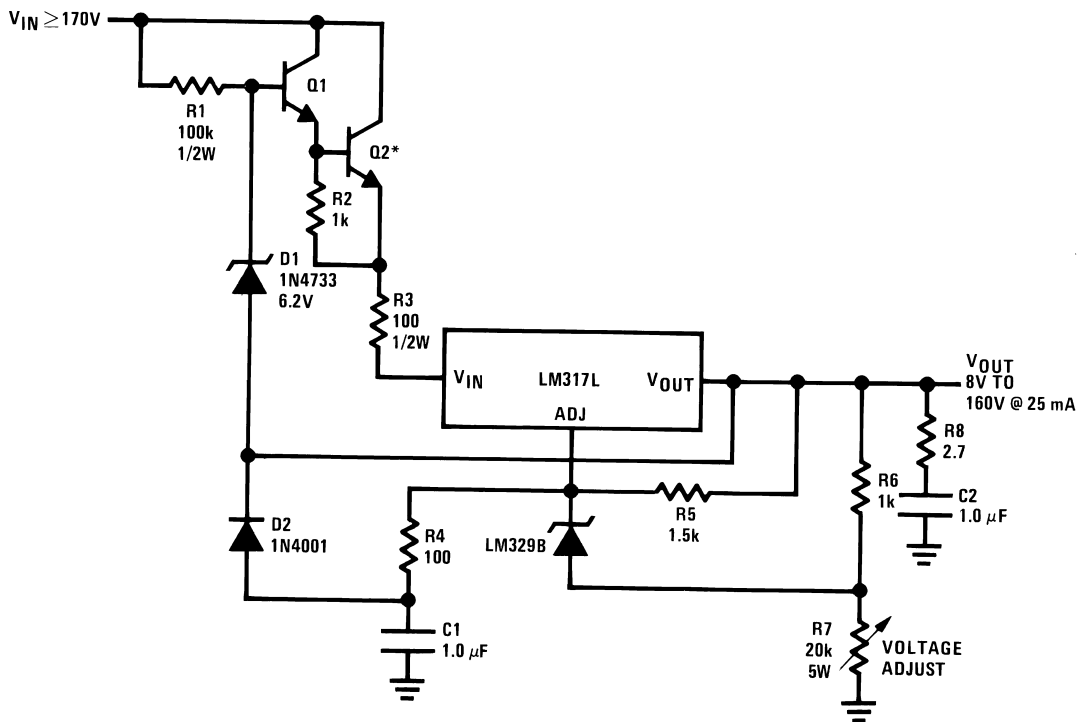 V_IN ≥170V
R1
100k
1/2W
Q1
Q2*
R2
1k
D1
1N4733
6.2V
R3
100
1/2W
V_IN
LM317L
V_OUT
ADJ
V_OUT
8V TO
160V @ 25 mA
R8
2.7
R6
1k
C2
1.0 μF
R5
1.5k
D2
1N4001
R4
100
LM329B
C1
1.0 μF
R7
20k
5W
VOLTAGE
ADJUST